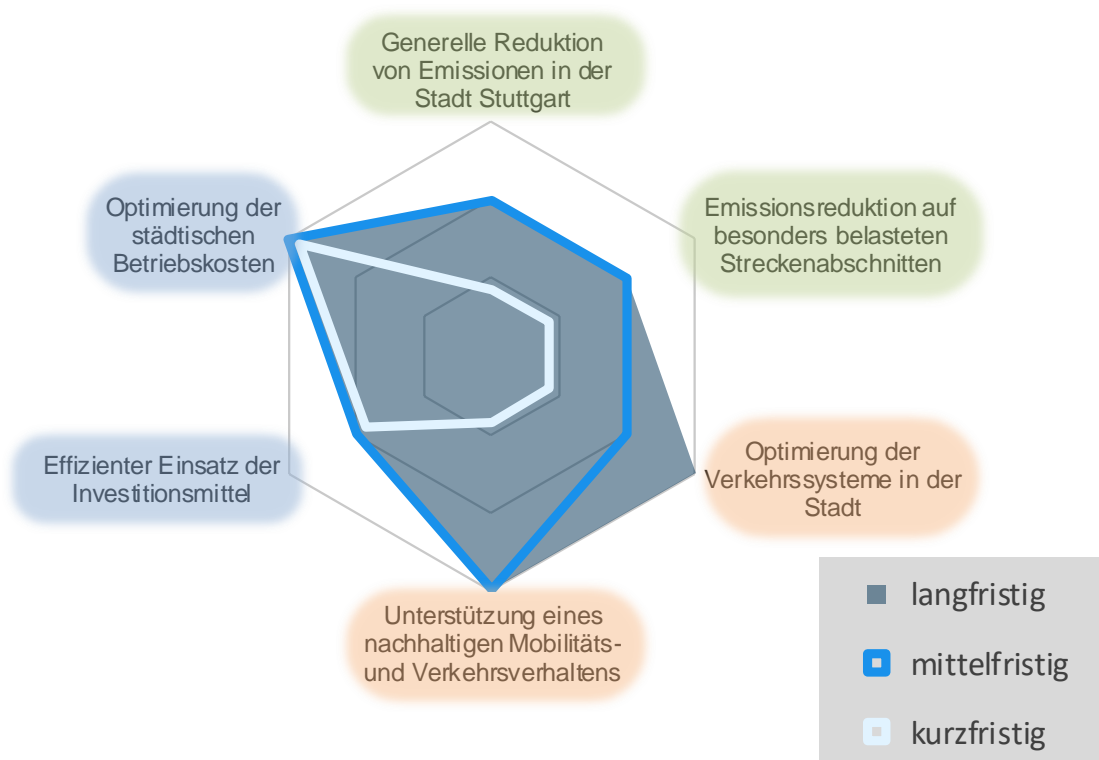 Generelle Reduktion
von Emissionen in der
Stadt Stuttgart
Optimierung der
städtischen
Betriebskosten
Emissionsreduktion auf
besonders belasteten
Streckenabschnitten
Effizienter Einsatz der
Investitionsmittel
Optimierung der
Verkehrssysteme in der
Stadt
Unterstützung eines
nachhaltigen Mobilitäts-
und Verkehrsverhaltens
langfristig
mittelfristig
kurzfristig